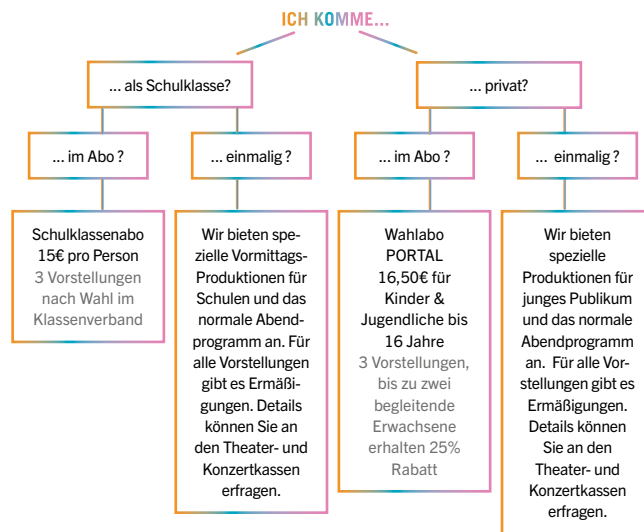 ICH KOMME...
... als Schulklasse?
... privat?
... im Abo ?
... einmalig ?
... im Abo ?
... einmalig ?
Schulklassenabo
15€ pro Person
3 Vorstellungen
nach Wahl im
Klassenverband
Wir bieten spe-
zielle Vormittags-
Produktionen für
Schulen und das
normale Abend-
programm an. Für
alle Vorstellungen
gibt es Ermäßi-
gungen. Details
können Sie an
den Theater- und
Konzertkassen
erfragen.
Wahlabo
PORTAL
16,50€ für
Kinder &
Jugendliche bis
16 Jahre
3 Vorstellungen,
bis zu zwei
begleitende
Erwachsene
erhalten 25%
Rabatt
Wir bieten
spezielle
Produktionen für
junges Publikum
und das normale
Abendprogramm
an. Für alle Vor-
stellungen gibt es
Ermäßigungen.
Details können
Sie an den
Theater- und
Konzertkassen
erfragen.